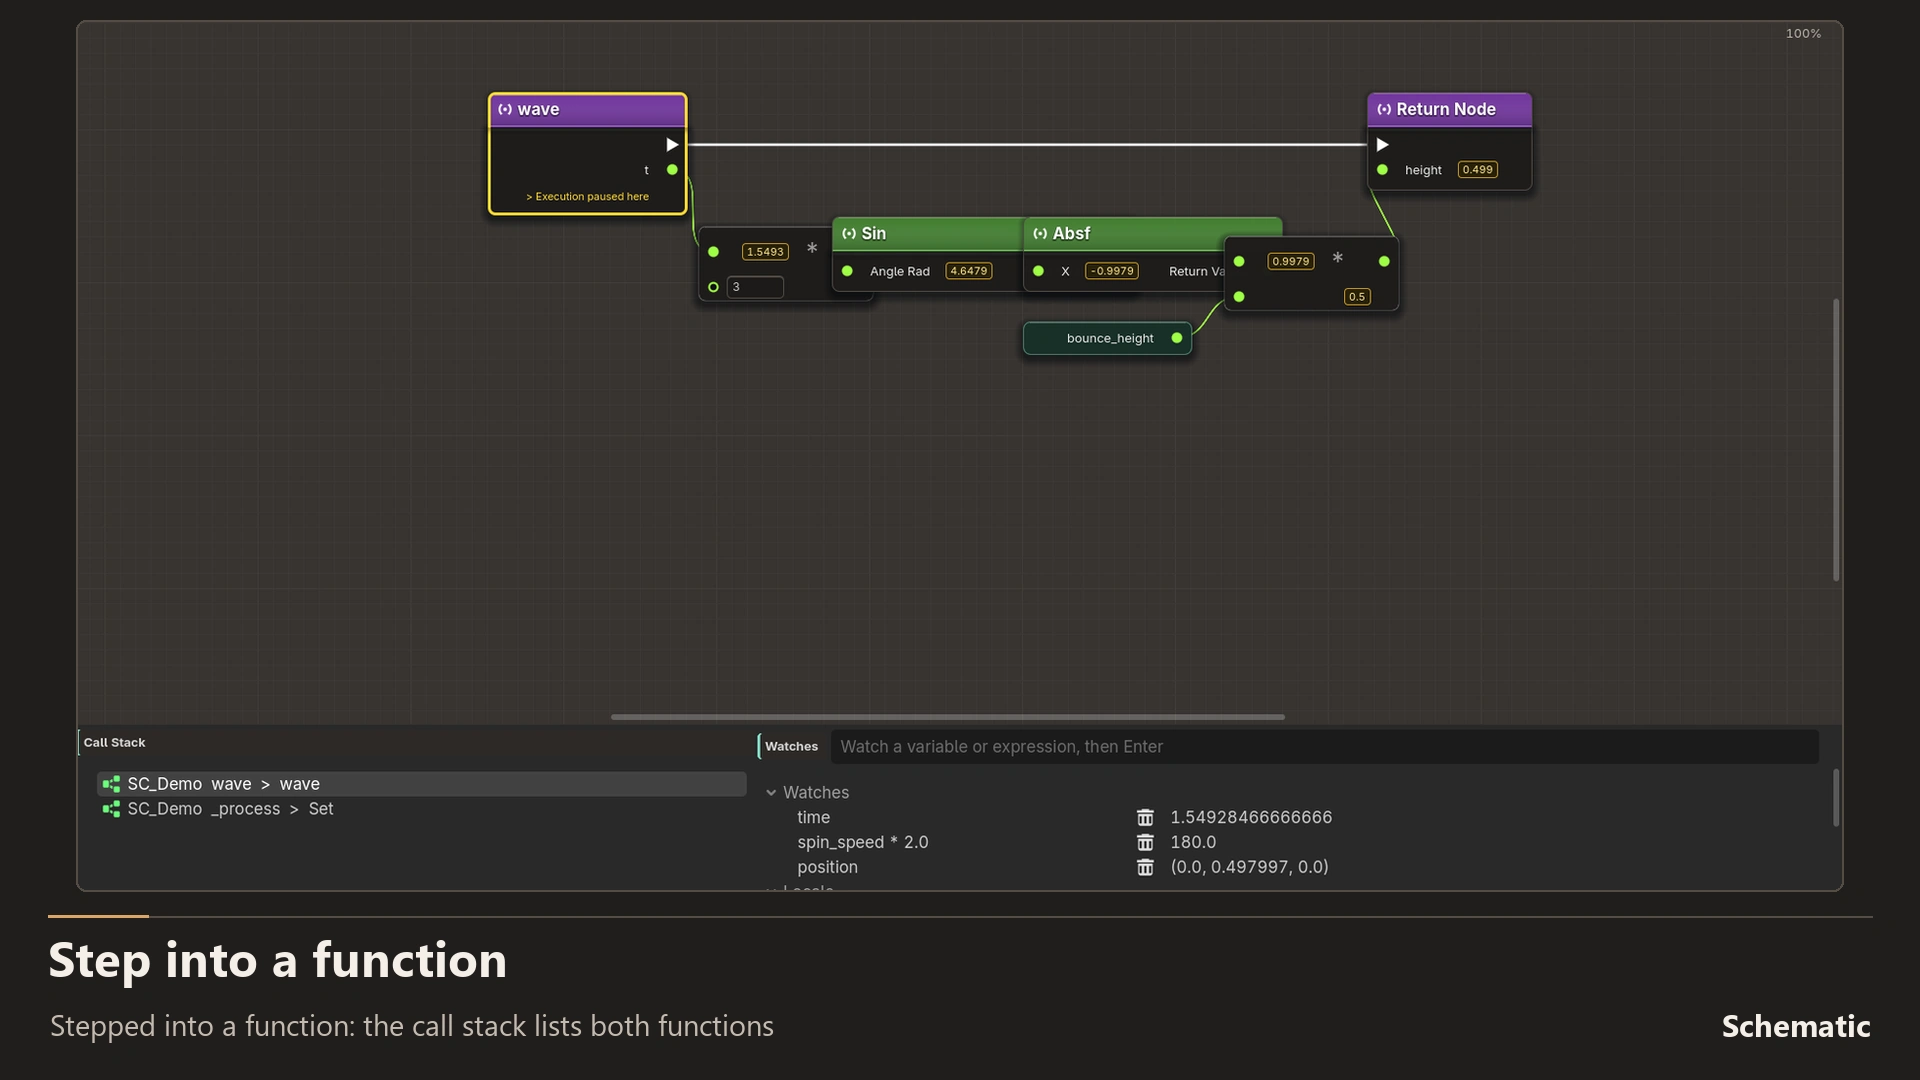 100%
wave
t
> Execution paused here
Return Node
height 0.499
1.5493 *
3
Sin
Angle Rad 4.6479
Absf
X -0.9979 Return Va
0.9979 *
0.5
bounce_height
Call Stack
SC_Demo wave > wave
SC_Demo _process > Set
Watches
Watch a variable or expression, then Enter
Watches
time 1.54928466666666
spin_speed * 2.0 180.0
position (0.0, 0.497997, 0.0)
Step into a function
Stepped into a function: the call stack lists both functions
Schematic